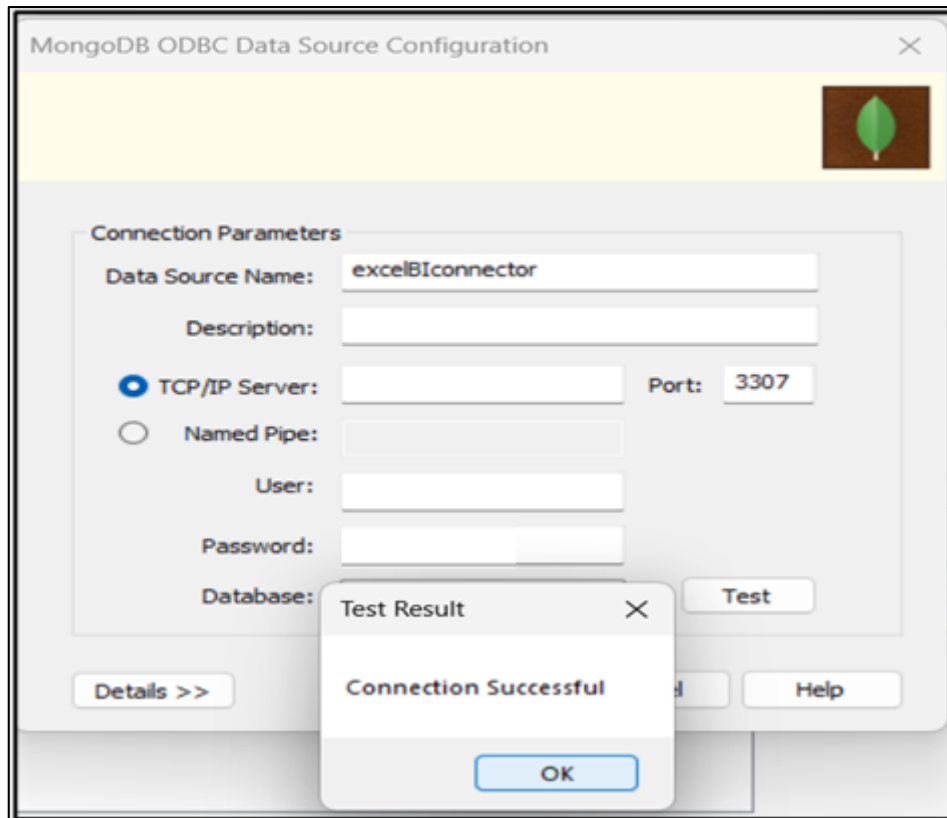 MongoDB ODBC Data Source Configuration
Connection Parameters
Data Source Name: excelBIconnector
Description:
TCP/IP Server: Port: 3307
Named Pipe:
User:
Password:
Database: Test
Test Result
Connection Successful
Details >> Help
OK